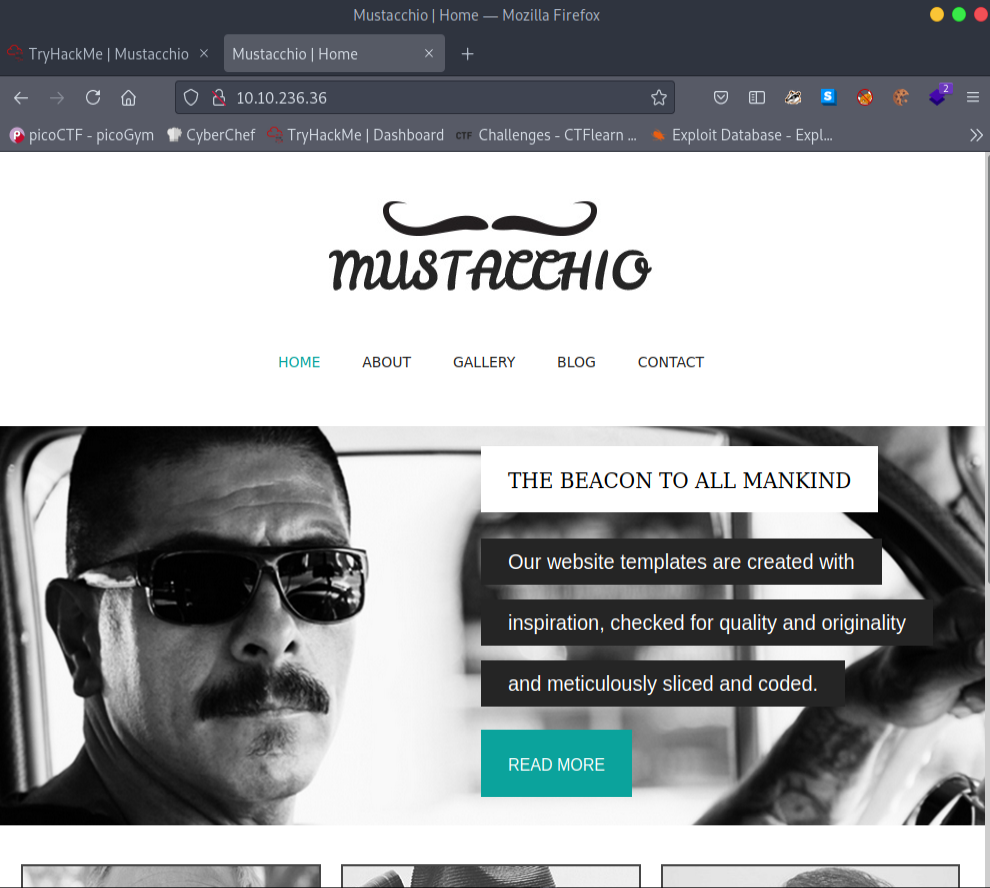 Mustacchio | Home — Mozilla Firefox
TryHackMe | Mustacchio
Mustacchio | Home
10.10.236.36
2
picoCTF - picoGym
CyberChef
TryHackMe | Dashboard
CTF
Challenges - CTFlearn ...
Exploit Database - Expl...
MUSTACCHIO
HOME
ABOUT
GALLERY
BLOG
CONTACT
THE BEACON TO ALL MANKIND
Our website templates are created with
inspiration, checked for quality and originality
and meticulously sliced and coded.
READ MORE